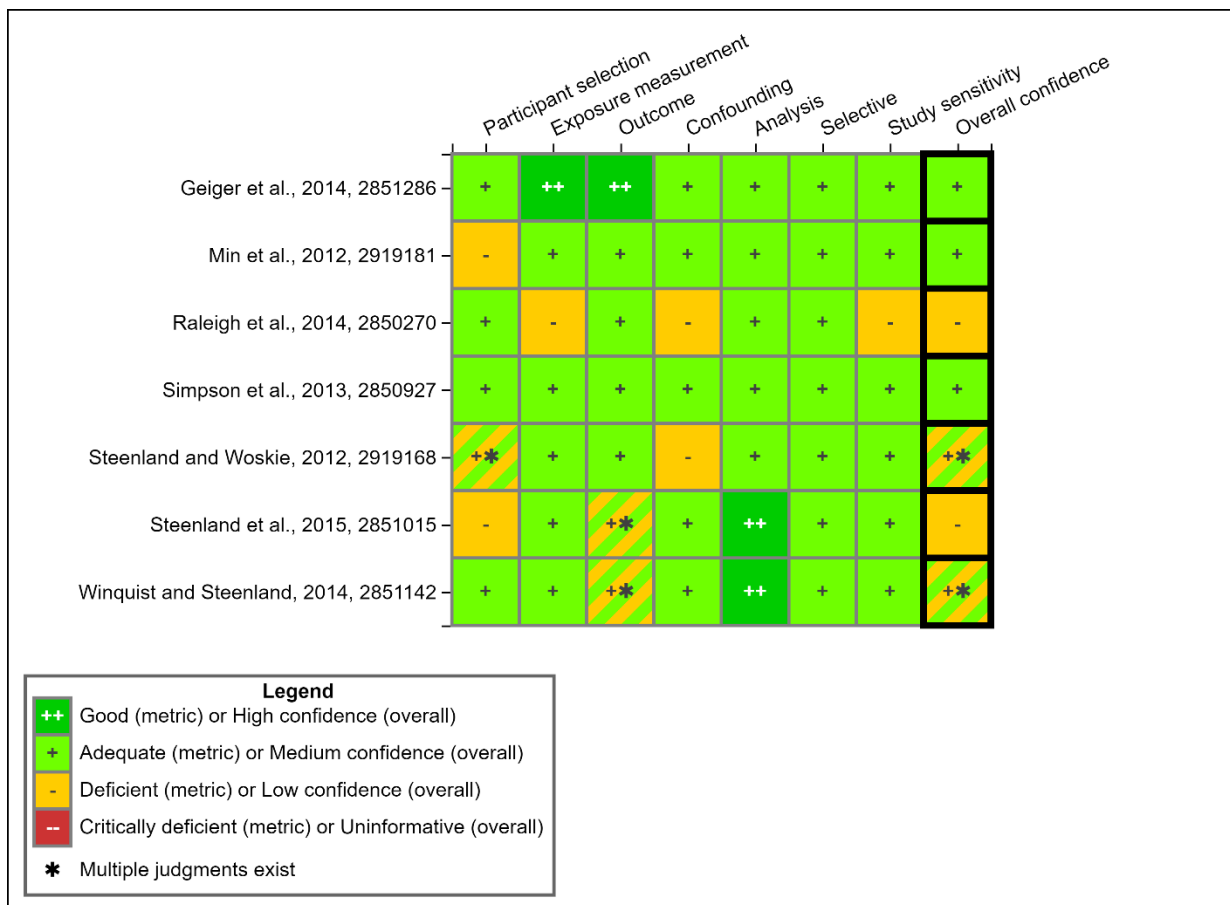 Participant selection
Exposure measurement
Outcome
Confounding
Analysis
Selective
Study sensitivity
Overall confidence
Geiger et al., 2014, 2851286 + ++ ++ + + + + +
Min et al., 2012, 2919181 - + + + + + + +
Raleigh et al., 2014, 2850270 + - + - + + - -
Simpson et al., 2013, 2850927 + + + + + + + +
Steenland and Woskie, 2012, 2919168 +✱ + + - + + + +✱
Steenland et al., 2015, 2851015 - + +✱ + ++ + + -
Winquist and Steenland, 2014, 2851142 + + +✱ + ++ + + +✱
Legend
++ Good (metric) or High confidence (overall)
+ Adequate (metric) or Medium confidence (overall)
- Deficient (metric) or Low confidence (overall)
-- Critically deficient (metric) or Uninformative (overall)
✱ Multiple judgments exist